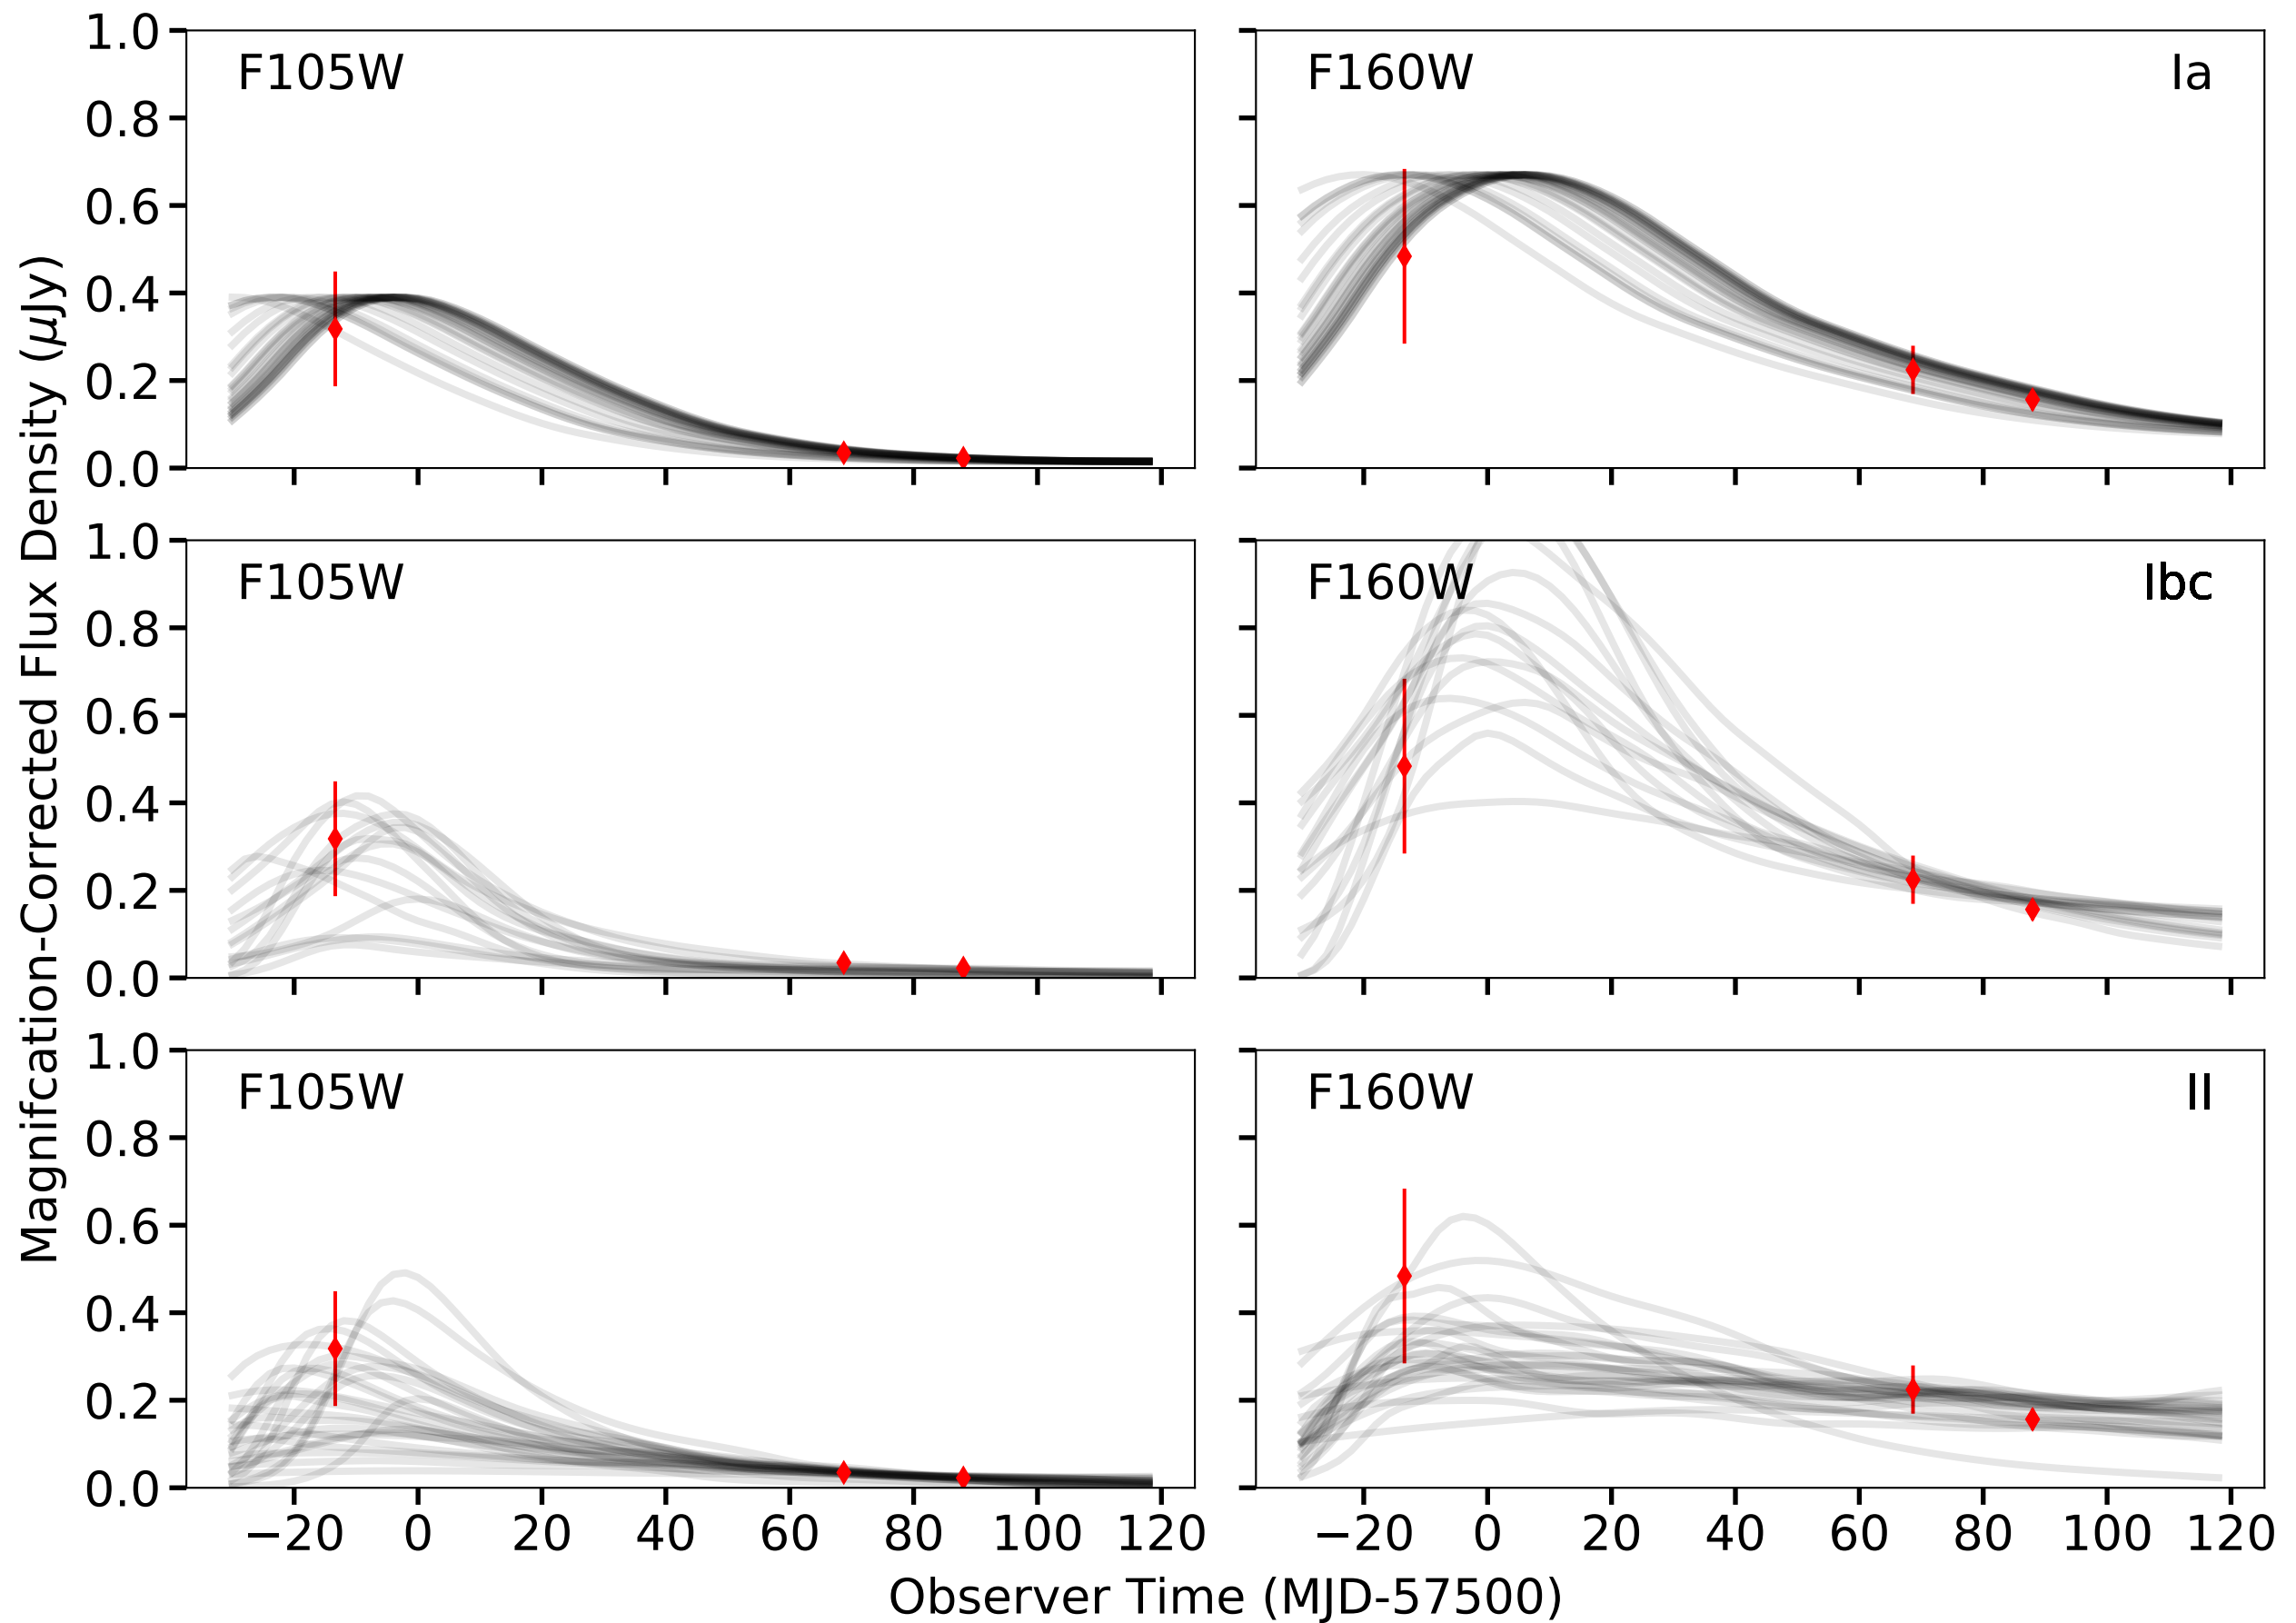 Magnifcation-Corrected Flux Density (μJy)
1.0
0.8
0.6
0.4
0.2
0.0
F105W
F160W
Ia
1.0
0.8
0.6
0.4
0.2
0.0
F105W
F160W
Ibc
1.0
0.8
0.6
0.4
0.2
0.0
F105W
F160W
II
−20 0 20 40 60 80 100 120
−20 0 20 40 60 80 100 120
Observer Time (MJD-57500)